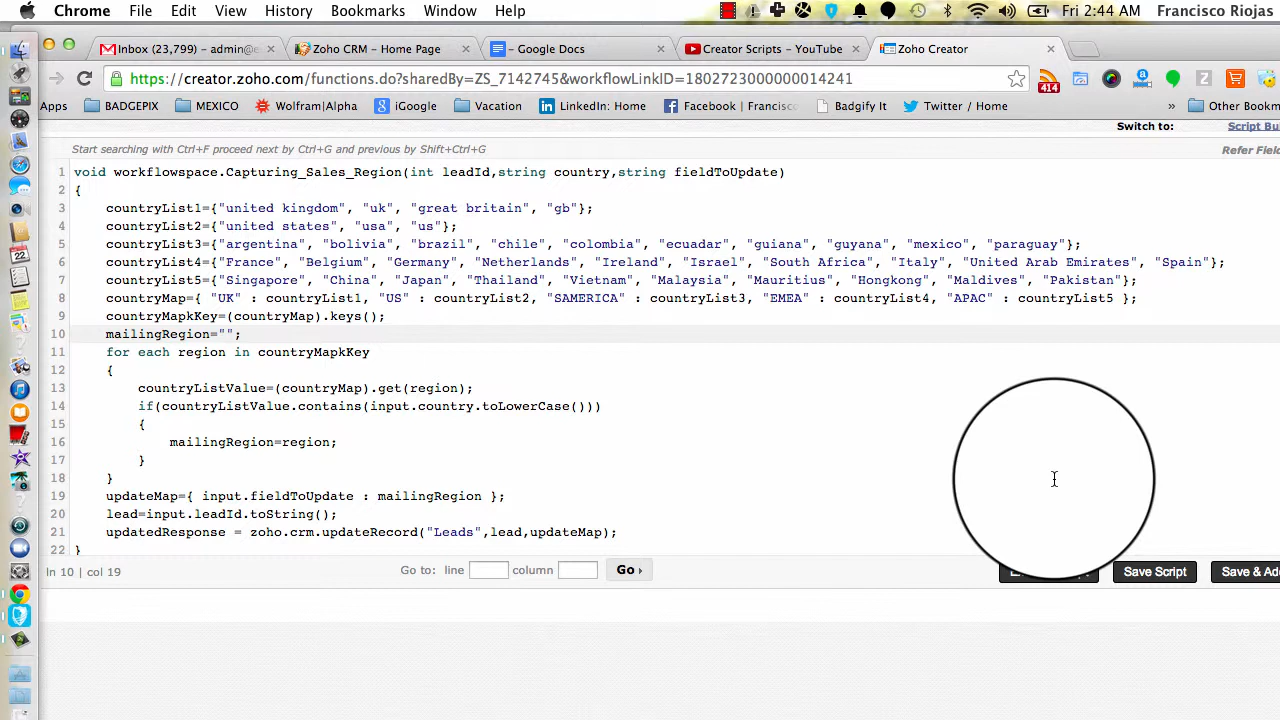 Chrome File Edit View History Bookmarks Window Help Fri 2:44 AM Francisco Riojas
Inbox (23,799) - admin@e Zoho CRM - Home Page - Google Docs Creator Scripts - YouTube Zoho Creator
https://creator.zoho.com/functions.do?sharedBy=ZS_7142745&workflowLinkID=1802723000000014241
414
Apps BADGEPIX MEXICO Wolfram|Alpha iGoogle Vacation LinkedIn: Home Facebook | Francisc Badgify It Twitter / Home » Other Bookm
Switch to: Script Bu
Start searching with Ctrl+F proceed next by Ctrl+G and previous by Shift+Ctrl+G
Refer Fiel
1 void workflowspace.Capturing_Sales_Region(int leadId,string country,string fieldToUpdate)
2 {
3 countryList1={"united kingdom", "uk", "great britain", "gb"};
4 countryList2={"united states", "usa", "us"};
5 countryList3={"argentina", "bolivia", "brazil", "chile", "colombia", "ecuadar", "guiana", "guyana", "mexico", "paraguay"};
6 countryList4={"France", "Belgium", "Germany", "Netherlands", "Ireland", "Israel", "South Africa", "Italy", "United Arab Emirates", "Spain"};
7 countryList5={"Singapore", "China", "Japan", "Thailand", "Vietnam", "Malaysia", "Mauritius", "Hongkong", "Maldives", "Pakistan"};
8 countryMap={ "UK" : countryList1, "US" : countryList2, "SAMERICA" : countryList3, "EMEA" : countryList4, "APAC" : countryList5 };
9 countryMapkKey=(countryMap).keys();
10 mailingRegion="";
11 for each region in countryMapkKey
12 {
13 countryListValue=(countryMap).get(region);
14 if(countryListValue.contains(input.country.toLowerCase()))
15 {
16 mailingRegion=region;
17 }
18 }
19 updateMap={ input.fieldToUpdate : mailingRegion };
20 lead=input.leadId.toString();
21 updatedResponse = zoho.crm.updateRecord("Leads",lead,updateMap);
22 }
ln 10 | col 19 Go to: line column Go › Save Script Save & Add
22